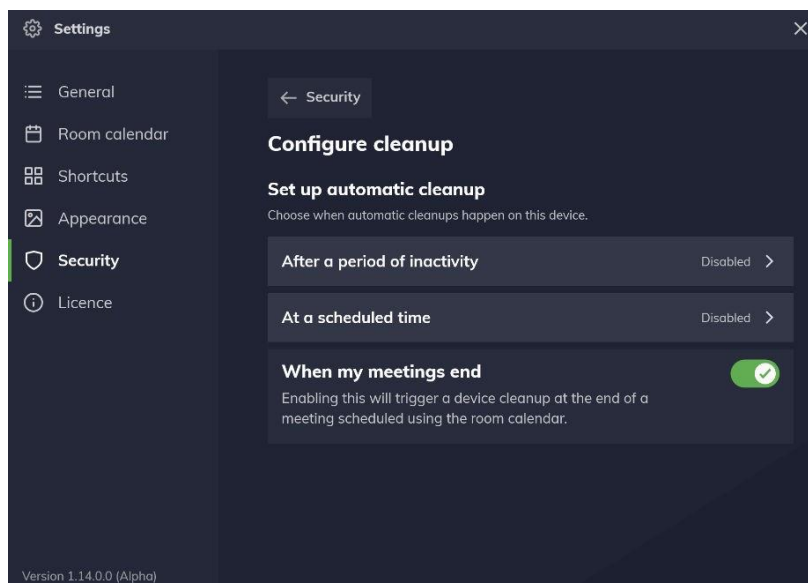 Settings
General
Room calendar
Shortcuts
Appearance
Security
Licence
Version 1.14.0.0 (Alpha)
Security
Configure cleanup
Set up automatic cleanup
Choose when automatic cleanups happen on this device.
After a period of inactivity Disabled
At a scheduled time Disabled
When my meetings end
Enabling this will trigger a device cleanup at the end of a
meeting scheduled using the room calendar.